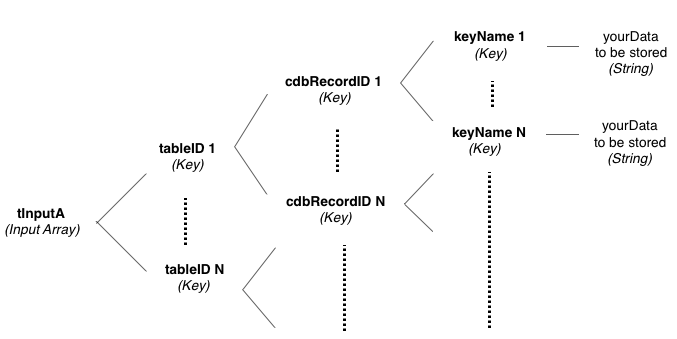 keyName 1
(Key)
yourData
to be stored
(String)
cdbRecordID 1
(Key)
keyName N
(Key)
yourData
to be stored
(String)
tableID 1
(Key)
cdbRecordID N
(Key)
tInputA
(Input Array)
tableID N
(Key)